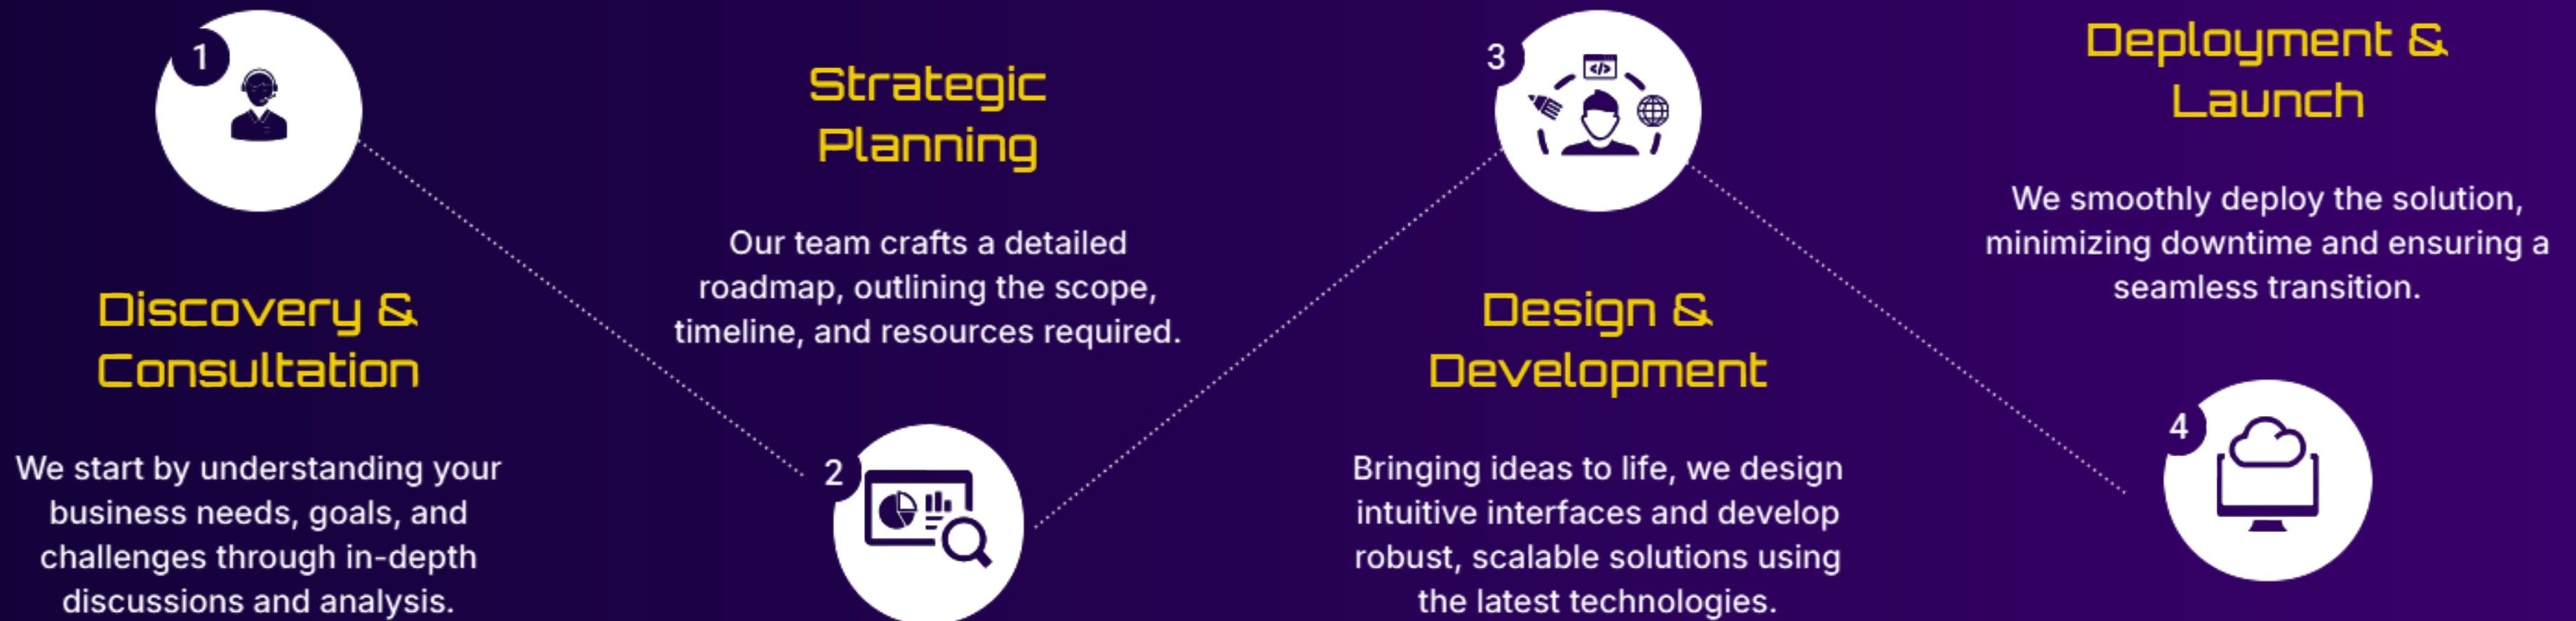 1
Discovery &
Consultation
We start by understanding your
business needs, goals, and
challenges through in-depth
discussions and analysis.
Strategic
Planning
Our team crafts a detailed
roadmap, outlining the scope,
timeline, and resources required.
2
3
</>
Design &
Development
Bringing ideas to life, we design
intuitive interfaces and develop
robust, scalable solutions using
the latest technologies.
Deployment &
Launch
We smoothly deploy the solution,
minimizing downtime and ensuring a
seamless transition.
4